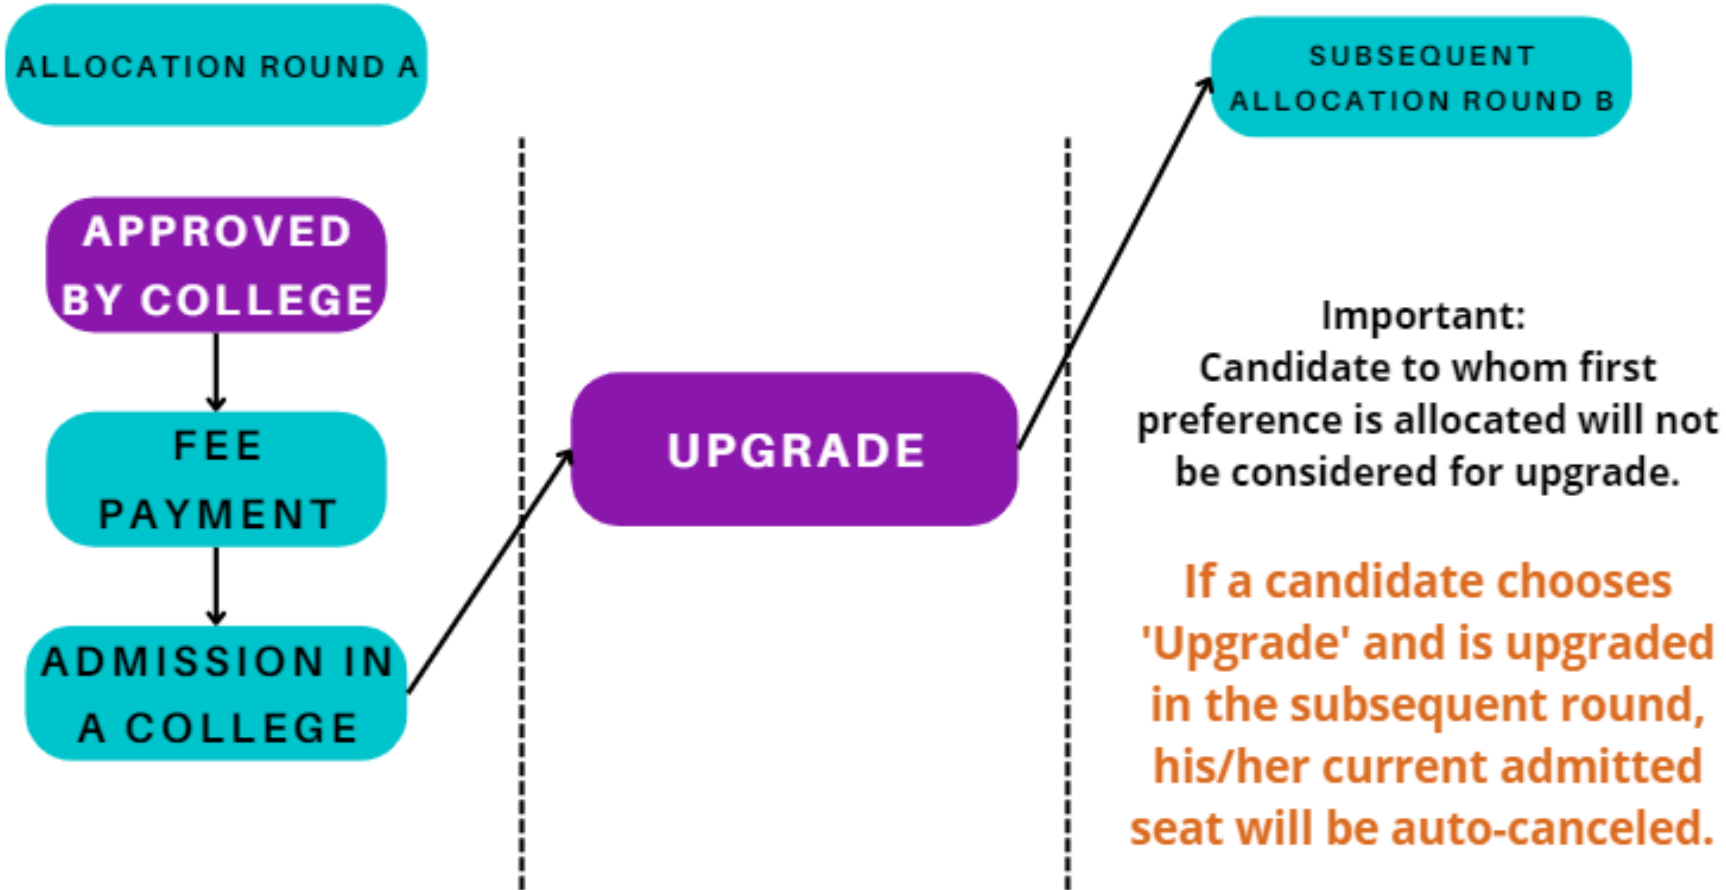 ALLOCATION ROUND A
APPROVED
BY COLLEGE
FEE
PAYMENT
ADMISSION IN
A COLLEGE
UPGRADE
SUBSEQUENT
ALLOCATION ROUND B
Important:
Candidate to whom first
preference is allocated will not
be considered for upgrade.
If a candidate chooses
'Upgrade' and is upgraded
in the subsequent round,
his/her current admitted
seat will be auto-canceled.